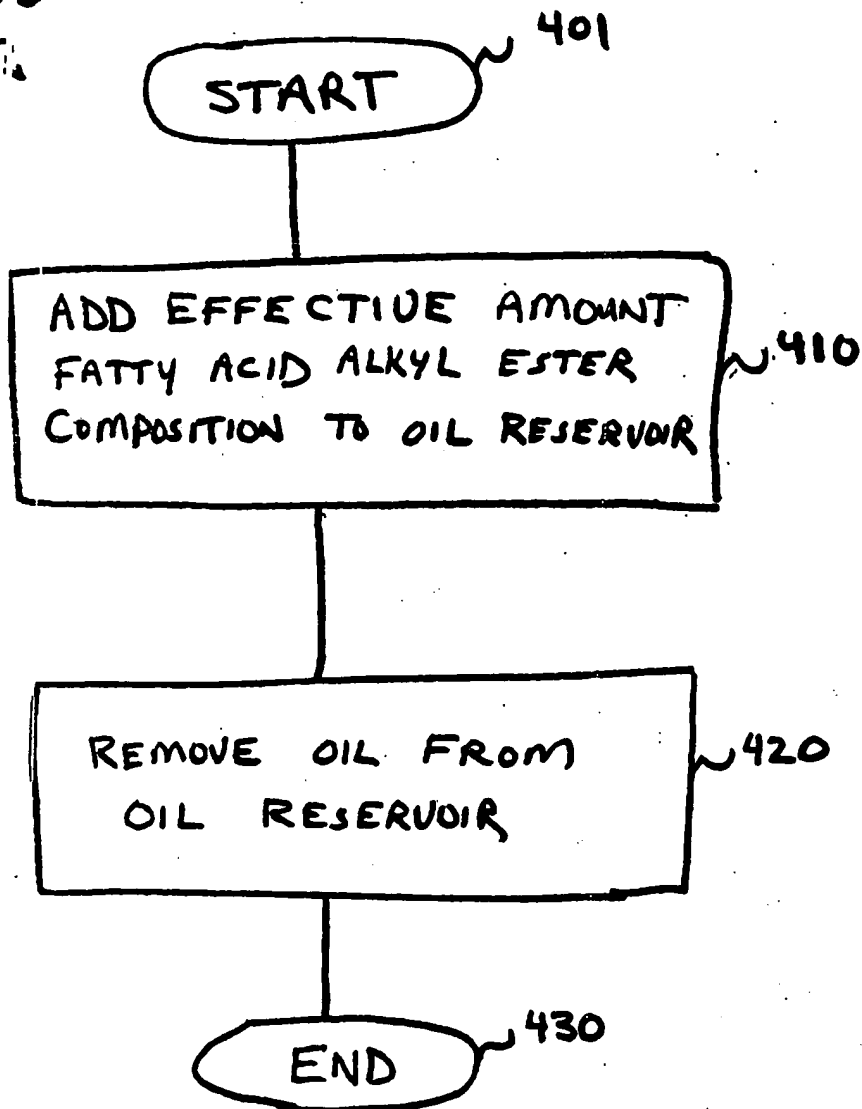 START 401
ADD EFFECTIVE AMOUNT
FATTY ACID ALKYL ESTER
COMPOSITION TO OIL RESERVOIR
410
REMOVE OIL FROM
OIL RESERVOIR
420
END 430